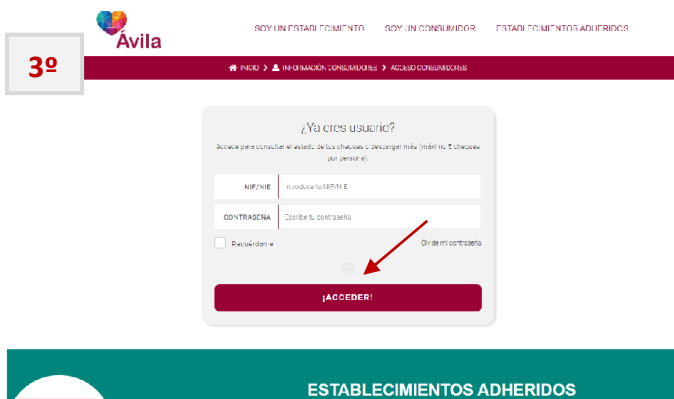 Ávila
SOY UN ESTABLECIMIENTO SOY UN CONSUMIDOR ESTABLECIMIENTOS ADHERIDOS
3º
INICIO > INFORMACIÓN CONSUMIDORES > ACCESO CONSUMIDORES
¿Ya eres usuario?
Accede para consultar el estado de tus cheques o descargar más (máximo 5 cheques
por persona).
NIF/NIE Introduce tu NIF/NIE
CONTRASEÑA Escribe tu contraseña
Recuérdame Olvidé mi contraseña
¡ACCEDER!
ESTABLECIMIENTOS ADHERIDOS